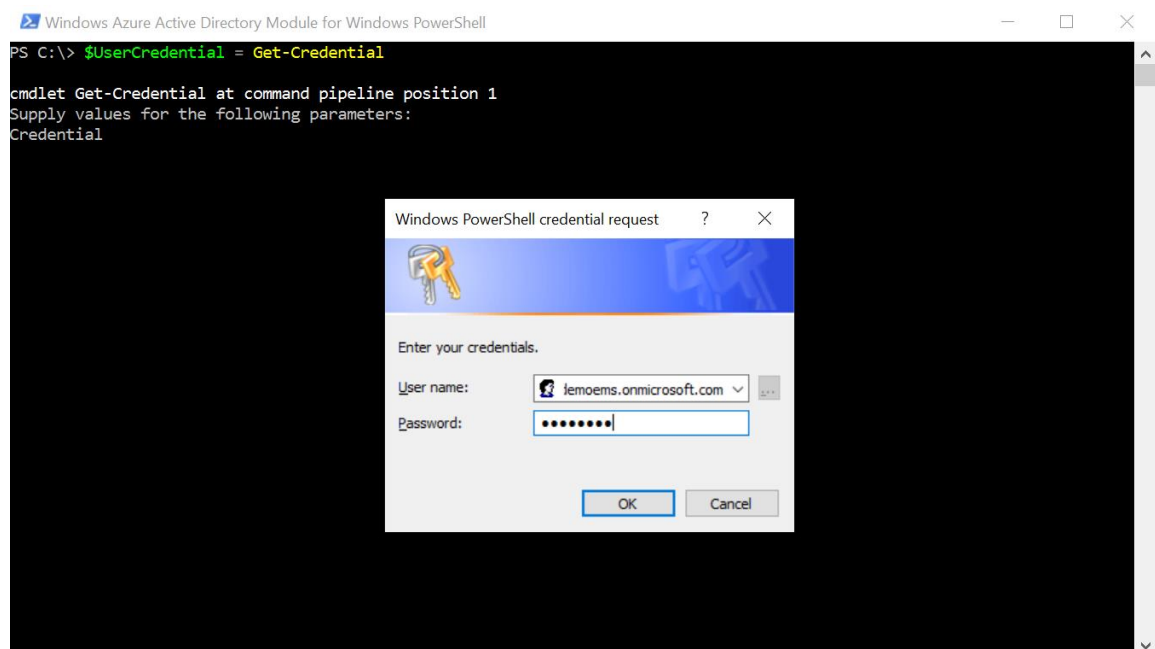 Windows Azure Active Directory Module for Windows PowerShell
PS C:\> $UserCredential = Get-Credential
cmdlet Get-Credential at command pipeline position 1
Supply values for the following parameters:
Credential
Windows PowerShell credential request ?
Enter your credentials.
User name: lemoems.onmicrosoft.com ...
Password: ••••••••
OK Cancel